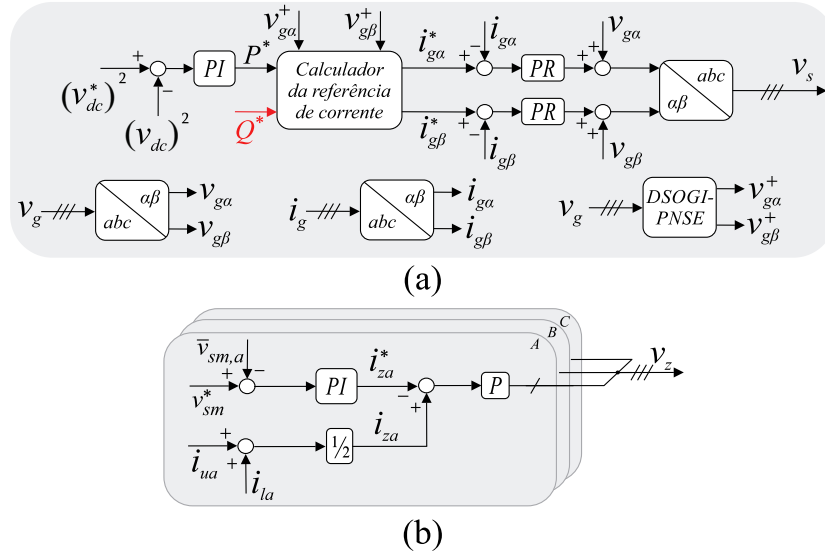 v⁺gα
v⁺gβ
(v*dc)²
+
−
PI
P*
Calculador
da referência
de corrente
Q*
(vdc)²
i*gα
igα
+
−
PR
+
+
vgα
i*gβ
igβ
+
−
PR
+
+
vgβ
abc
αβ
vs
vg
αβ
abc
vgα
vgβ
ig
αβ
abc
igα
igβ
vg
DSOGI-
PNSE
v⁺gα
v⁺gβ
(a)
A
B
C
v̄sm,a
v*sm
+
−
PI
i*za
−
+
P
vz
iua
+
+
ila
1/2
iza
(b)